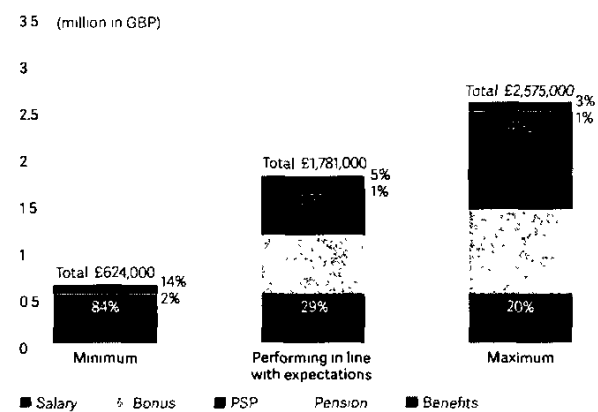 3 5 (million in GBP)
3
2.5
2
1 5
1
0 5
0
Total £624,000
14%
2%
84%
Total £1,781,000
5%
1%
29%
Total £2,575,000
3%
1%
20%
Minimum
Performing in line
with expectations
Maximum
Salary Bonus PSP Pension Benefits